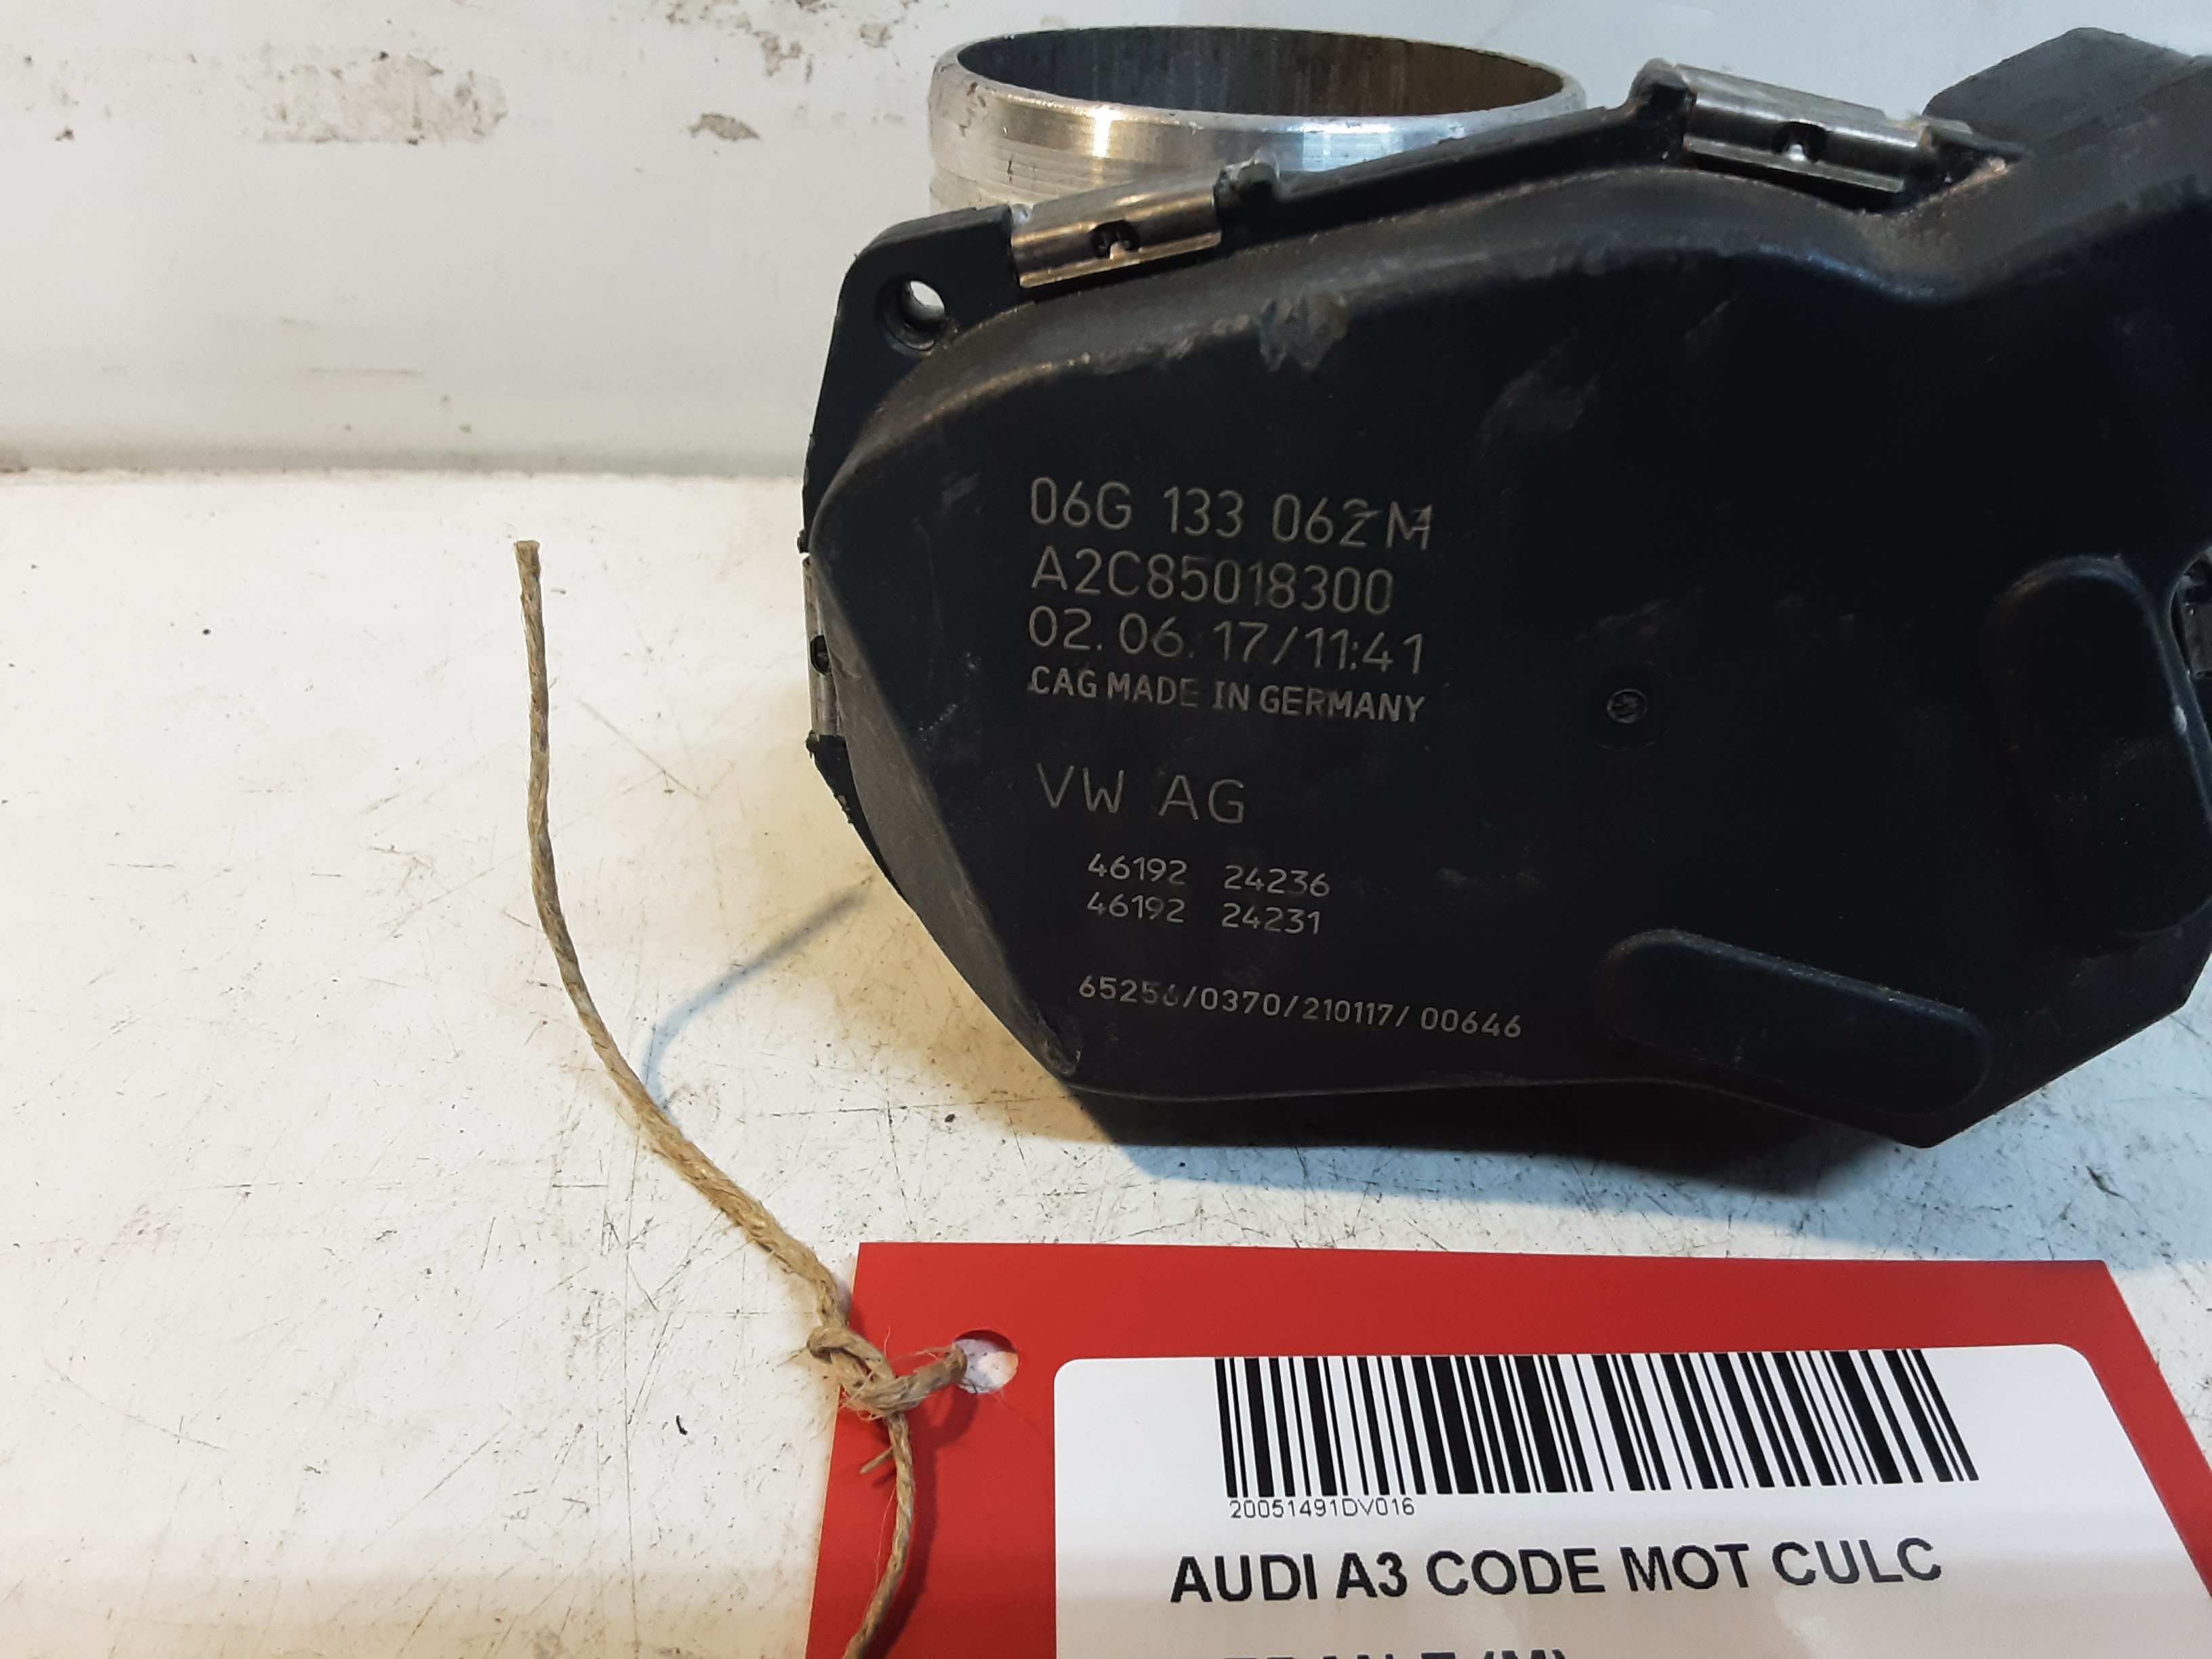 06G 133 062 M
A2C85018300
02.06.17/11:41
CAG MADE IN GERMANY
VW AG
46192 24236
46192 24231
65256/0370/210117/00646
20051491DV016
AUDI A3 CODE MOT CULC